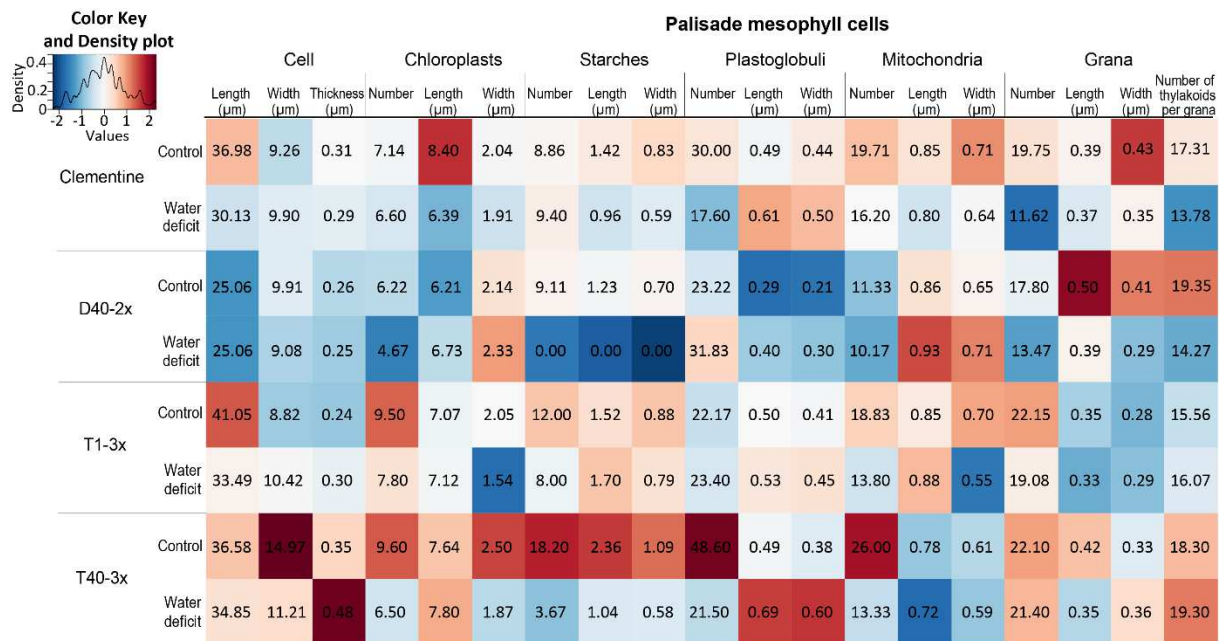 Color Key
and Density plot
Density
0.4
0.2
0
-2 -1 0 1 2
Values
Palisade mesophyll cells
Cell Chloroplasts Starches Plastoglobuli Mitochondria Grana
Length (µm) Width (µm) Thickness (µm) Number Length (µm) Width (µm) Number Length (µm) Width (µm) Number Length (µm) Width (µm) Number Length (µm) Width (µm) Number Length (µm) Width (µm) Number of thylakoids per grana
Clementine
Control 36.98 9.26 0.31 7.14 8.40 2.04 8.86 1.42 0.83 30.00 0.49 0.44 19.71 0.85 0.71 19.75 0.39 0.43 17.31
Water deficit 30.13 9.90 0.29 6.60 6.39 1.91 9.40 0.96 0.59 17.60 0.61 0.50 16.20 0.80 0.64 11.62 0.37 0.35 13.78
D40-2x
Control 25.06 9.91 0.26 6.22 6.21 2.14 9.11 1.23 0.70 23.22 0.29 0.21 11.33 0.86 0.65 17.80 0.50 0.41 19.35
Water deficit 25.06 9.08 0.25 4.67 6.73 2.33 0.00 0.00 0.00 31.83 0.40 0.30 10.17 0.93 0.71 13.47 0.39 0.29 14.27
T1-3x
Control 41.05 8.82 0.24 9.50 7.07 2.05 12.00 1.52 0.88 22.17 0.50 0.41 18.83 0.85 0.70 22.15 0.35 0.28 15.56
Water deficit 33.49 10.42 0.30 7.80 7.12 1.54 8.00 1.70 0.79 23.40 0.53 0.45 13.80 0.88 0.55 19.08 0.33 0.29 16.07
T40-3x
Control 36.58 14.97 0.35 9.60 7.64 2.50 18.20 2.36 1.09 48.60 0.49 0.38 26.00 0.78 0.61 22.10 0.42 0.33 18.30
Water deficit 34.85 11.21 0.48 6.50 7.80 1.87 3.67 1.04 0.58 21.50 0.69 0.60 13.33 0.72 0.59 21.40 0.35 0.36 19.30